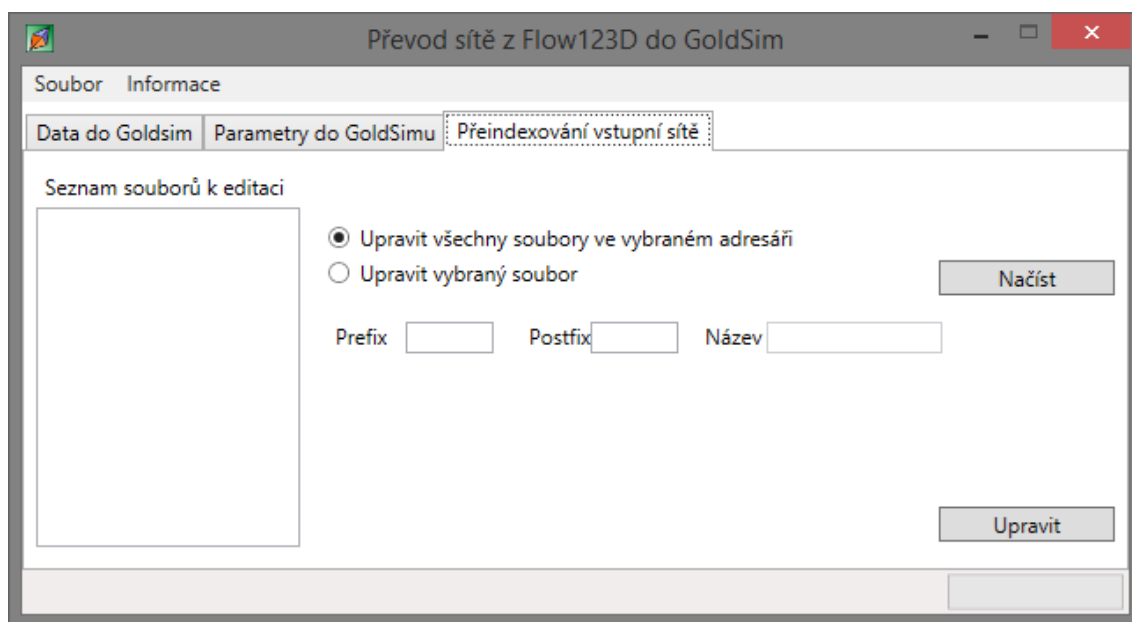 Převod sítě z Flow123D do GoldSim
Soubor Informace
Data do Goldsim Parametry do GoldSimu Přeindexování vstupní sítě
Seznam souborů k editaci
Upravit všechny soubory ve vybraném adresáři
Upravit vybraný soubor
Načíst
Prefix Postfix Název
Upravit